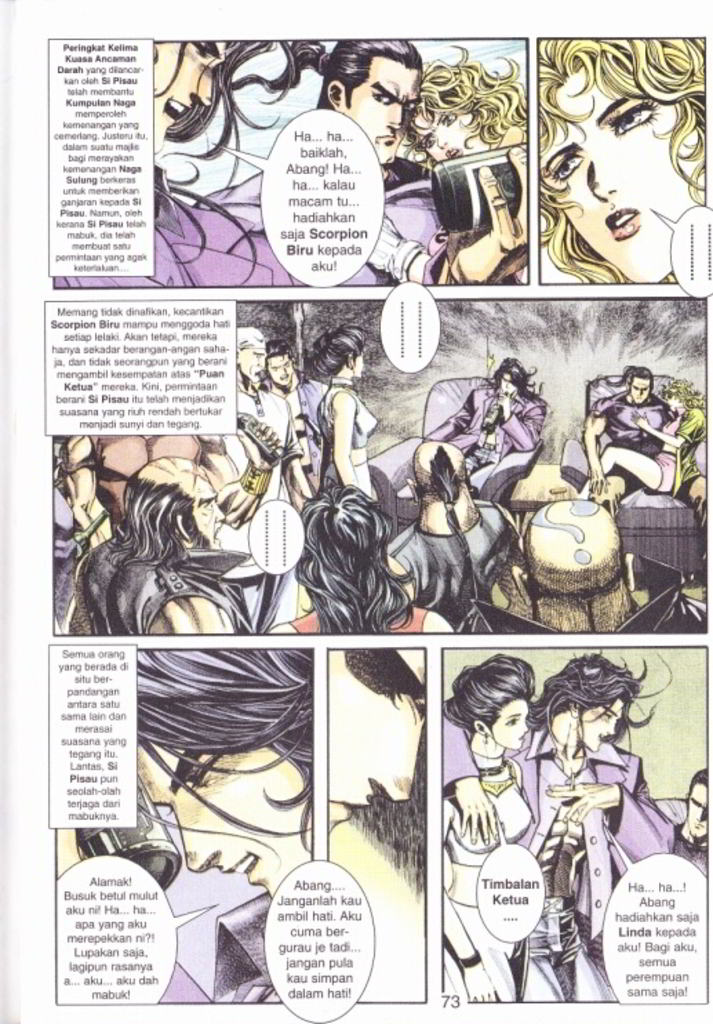 Peringkat Kelima
Kuasa Ancaman
Darah yang dilancar-
kan oleh Si Pisau
telah membantu
Kumpulan Naga
memperoleh
kemenangan yang
cemerlang. Justeru itu,
dalam suatu majlis
bagi merayakan
kemenangan Naga
Sulung berkeras
untuk memberikan
ganjaran kepada Si
Pisau. Namun, oleh
kerana Si Pisau telah
mabuk, dia telah
membuat satu
permintaan yang agak
keterlaluan....
Ha... ha...
baiklah,
Abang! Ha...
ha... kalau
macam tu...
hadiahkan
saja Scorpion
Biru kepada
aku!
Memang tidak dinafikan, kecantikan
Scorpion Biru mampu menggoda hati
setiap lelaki. Akan tetapi, mereka
hanya sekadar berangan-angan saha-
ja, dan tidak seorangpun yang berani
mengambil kesempatan atas "Puan
Ketua" mereka. Kini, permintaan
berani Si Pisau itu telah menjadikan
suasana yang riuh rendah bertukar
menjadi sunyi dan tegang.
Semua orang
yang berada di
situ ber-
pandangan
antara satu
sama lain dan
merasai
suasana yang
tegang itu.
Lantas, Si
Pisau pun
seolah-olah
terjaga dari
mabuknya.
Alamak!
Busuk betul mulut
aku ni! Ha... ha...
apa yang aku
merepekkan ni?!
Lupakan saja,
lagipun rasanya
a... aku... aku dah
mabuk!
Abang....
Janganlah kau
ambil hati. Aku
cuma ber-
gurau je tadi...
jangan pula
kau simpan
dalam hati!
Timbalan
Ketua
....
Ha... ha...!
Abang
hadiahkan saja
Linda kepada
aku! Bagi aku,
semua
perempuan
sama saja!
73